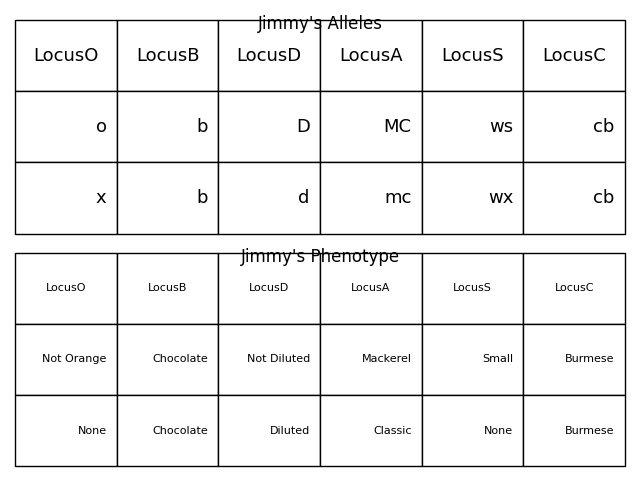 Jimmy's Alleles
LocusO LocusB LocusD LocusA LocusS LocusC
o b D MC ws cb
x b d mc wx cb
Jimmy's Phenotype
LocusO LocusB LocusD LocusA LocusS LocusC
Not Orange Chocolate Not Diluted Mackerel Small Burmese
None Chocolate Diluted Classic None Burmese